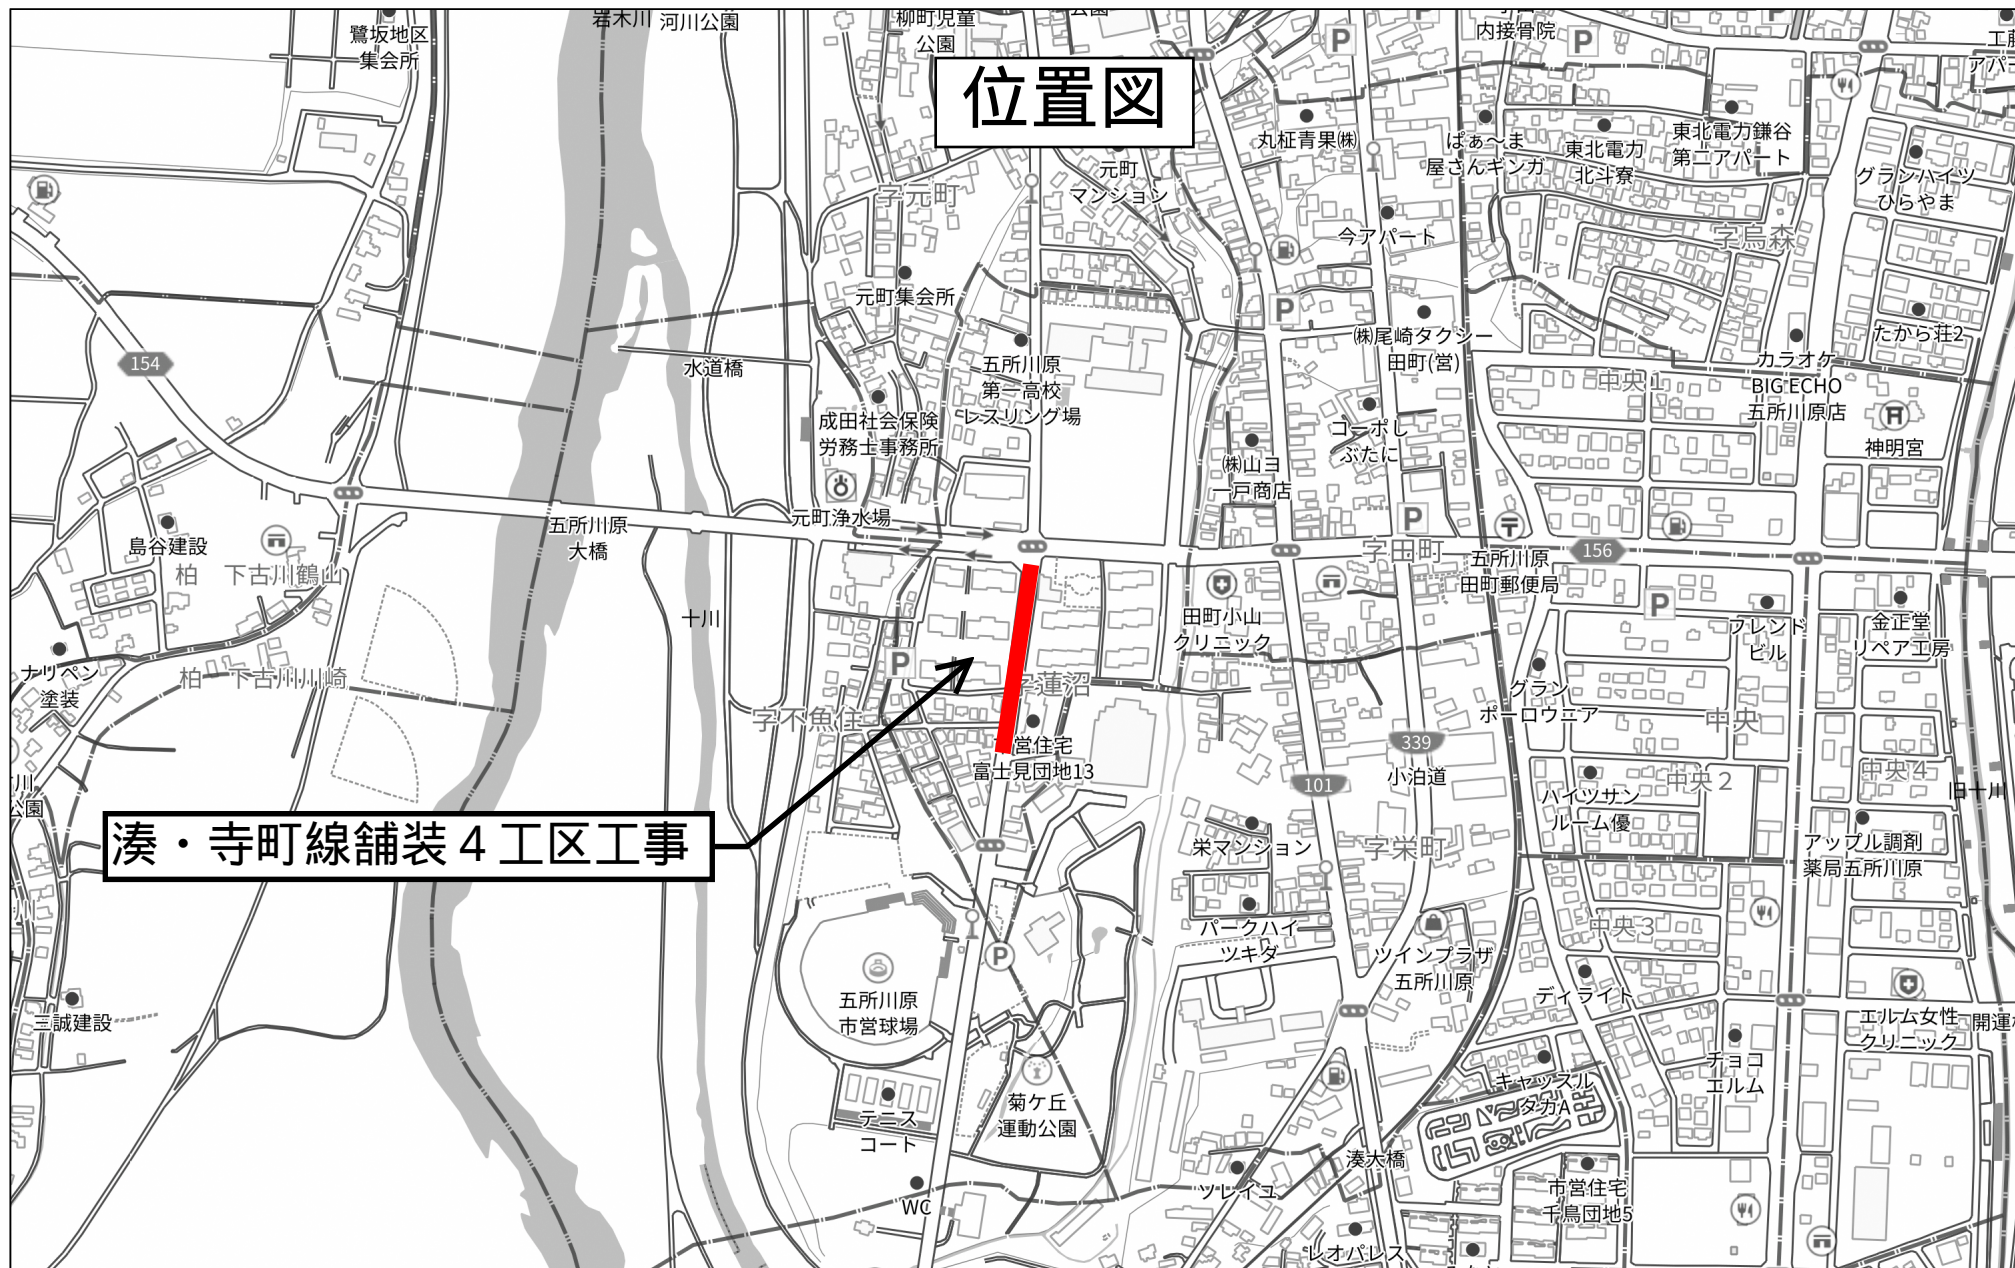 位置図
湊・寺町線舗装４工区工事
鷺坂地区
集会所
岩木川
河川公園
柳町児童
公園
内接骨院
丸柾青果㈱
ぱぁ～ま
屋さんギンガ
東北電力
北斗寮
東北電力鎌谷
第二アパート
グランハイツ
ひらやま
元町
マンション
字元町
今アパート
字烏森
元町集会所
㈱尾崎タクシー
田町(営)
たから荘2
カラオケ
BIG ECHO
五所川原店
154
水道橋
五所川原
第一高校
レスリング場
中央1
成田社会保険
労務士事務所
コーポし
ぶたに
神明宮
㈱山ヨ
一戸商店
元町浄水場
五所川原
大橋
島谷建設
柏
下古川鶴山
字田町
五所川原
田町郵便局
156
十川
田町小山
クリニック
フレンド
ビル
金正堂
リペア工房
ナリペン
塗装
柏
下古川川崎
字蓮沼
字不魚住
グラン
ポーロウニア
中央
営住宅
富士見団地13
339
小泊道
101
中央２
中央４
旧十川
川
公園
ハイツサン
ルーム優
アップル調剤
薬局五所川原
栄マンション
字栄町
川
パークハイ
ツキダ
ツインプラザ
五所川原
中央３
五所川原
市営球場
ディライト
三誠建設
エルム女性
クリニック
開運
チョコ
エルム
キャッスル
タカA
テニス
コート
菊ケ丘
運動公園
湊大橋
WC
ソレイユ
市営住宅
千鳥団地5
レオパレス
P
P
P
P
P
P
P